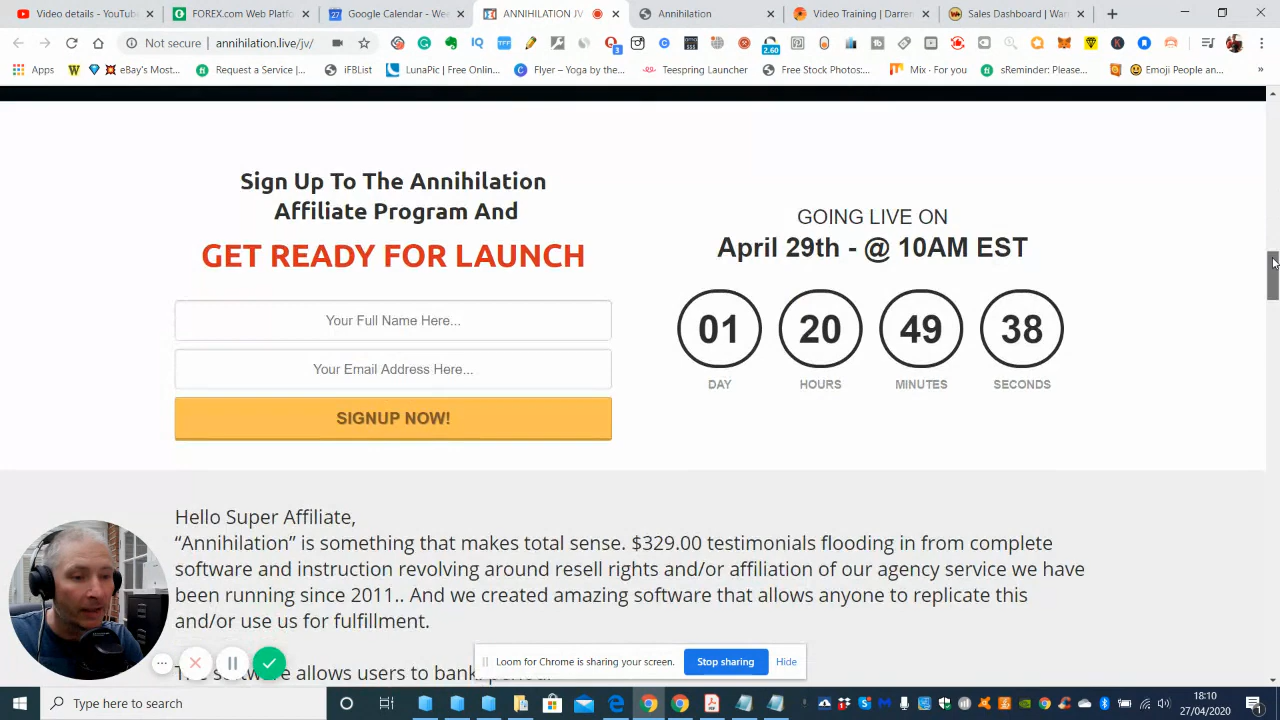 Video details - YouTube
FOREX.com Web Platfo
Google Calendar - We
ANNIHILATION JV
Annihilation
Video Training | Darre
Sales Dashboard | Wa
Not secure
annihilation.live/jv/
3
2.60
Apps
eBay's Most...
Request a Service |...
iFBList
LunaPic | Free Onlin...
Flyer – Yoga by the...
Teespring Launcher
Free Stock Photos:...
Mix · For you
sReminder: Please...
Emoji People an...
Sign Up To The Annihilation
Affiliate Program And
GET READY FOR LAUNCH
Your Full Name Here...
Your Email Address Here...
SIGNUP NOW!
GOING LIVE ON
April 29th - @ 10AM EST
01 20 49 38
DAY HOURS MINUTES SECONDS
Hello Super Affiliate,
“Annihilation” is something that makes total sense. $329.00 testimonials flooding in from complete
software and instruction revolving around resell rights and/or affiliation of our agency service we have
been running since 2011.. And we created amazing software that allows anyone to replicate this
and/or use us for fulfillment.
allows users to bank
Loom for Chrome is sharing your screen.
Stop sharing
Hide
Type here to search
18:10
27/04/2020